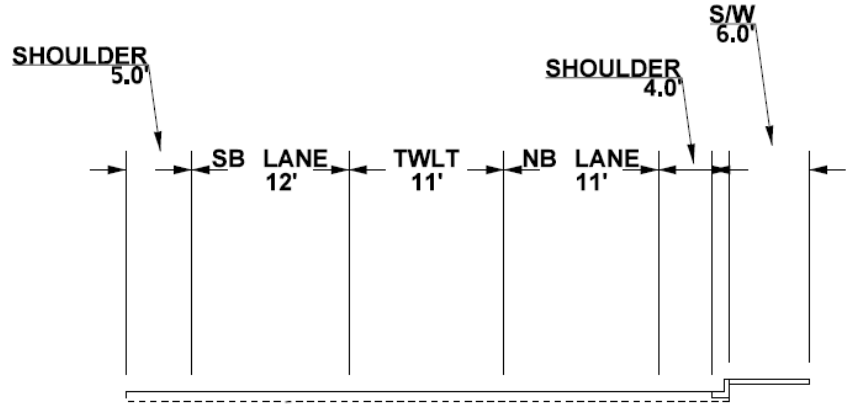 SHOULDER
5.0'
SB LANE
12'
TWLT
11'
NB LANE
11'
SHOULDER
4.0'
S/W
6.0'